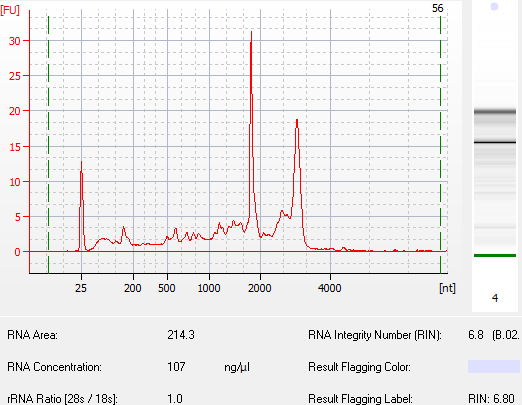 [FU]
56
30
25
20
15
10
5
0
25 200 500 1000 2000 4000 [nt]
4
RNA Area: 214.3 RNA Integrity Number (RIN): 6.8 (B.02.
RNA Concentration: 107 ng/µl Result Flagging Color:
rRNA Ratio [28s / 18s]: 1.0 Result Flagging Label: RIN: 6.80